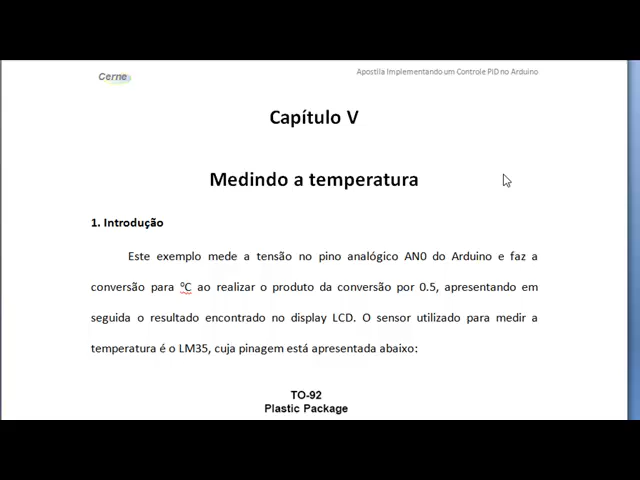 Cerne
Apostila Implementando um Controle PID no Arduino
Capítulo V
Medindo a temperatura
1. Introdução
Este exemplo mede a tensão no pino analógico AN0 do Arduino e faz a
conversão para ⁰C ao realizar o produto da conversão por 0.5, apresentando em
seguida o resultado encontrado no display LCD. O sensor utilizado para medir a
temperatura é o LM35, cuja pinagem está apresentada abaixo:
TO-92
Plastic Package